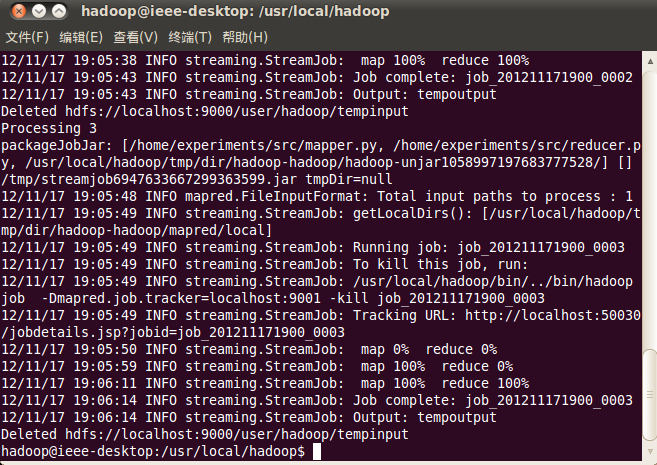 hadoop@ieee-desktop: /usr/local/hadoop
文件(F) 编辑(E) 查看(V) 终端(T) 帮助(H)
12/11/17 19:05:38 INFO streaming.StreamJob:  map 100%  reduce 100%
12/11/17 19:05:43 INFO streaming.StreamJob: Job complete: job_201211171900_0002
12/11/17 19:05:43 INFO streaming.StreamJob: Output: tempoutput
Deleted hdfs://localhost:9000/user/hadoop/tempinput
Processing 3
packageJobJar: [/home/experiments/src/mapper.py, /home/experiments/src/reducer.p
y, /usr/local/hadoop/tmp/dir/hadoop-hadoop/hadoop-unjar1058997197683777528/] []
/tmp/streamjob6947633667299363599.jar tmpDir=null
12/11/17 19:05:48 INFO mapred.FileInputFormat: Total input paths to process : 1
12/11/17 19:05:49 INFO streaming.StreamJob: getLocalDirs(): [/usr/local/hadoop/t
mp/dir/hadoop-hadoop/mapred/local]
12/11/17 19:05:49 INFO streaming.StreamJob: Running job: job_201211171900_0003
12/11/17 19:05:49 INFO streaming.StreamJob: To kill this job, run:
12/11/17 19:05:49 INFO streaming.StreamJob: /usr/local/hadoop/bin/../bin/hadoop
job  -Dmapred.job.tracker=localhost:9001 -kill job_201211171900_0003
12/11/17 19:05:49 INFO streaming.StreamJob: Tracking URL: http://localhost:50030
/jobdetails.jsp?jobid=job_201211171900_0003
12/11/17 19:05:50 INFO streaming.StreamJob:  map 0%  reduce 0%
12/11/17 19:05:59 INFO streaming.StreamJob:  map 100%  reduce 0%
12/11/17 19:06:11 INFO streaming.StreamJob:  map 100%  reduce 100%
12/11/17 19:06:14 INFO streaming.StreamJob: Job complete: job_201211171900_0003
12/11/17 19:06:14 INFO streaming.StreamJob: Output: tempoutput
Deleted hdfs://localhost:9000/user/hadoop/tempinput
hadoop@ieee-desktop:/usr/local/hadoop$